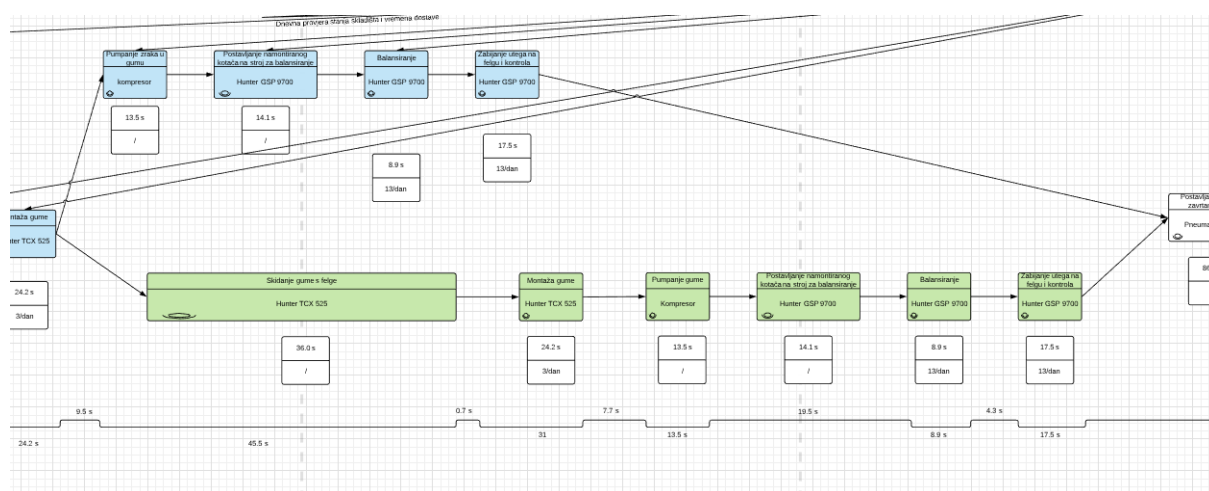 Dnevna provjera stanja skladišta i vremena dostave
Pumpanje zraka u
gumu
kompresor
13.5 s
/
Postavljanje namontiranog
kotača na stroj za balansiranje
Hunter GSP 9700
14.1 s
/
Balansiranje
Hunter GSP 9700
8.9 s
13/dan
Zabijanje utega na
felgu i kontrola
Hunter GSP 9700
17.5 s
13/dan
ntaža gume
nter TCX 525
24.2 s
3/dan
Postavlja
zavrta
Pneuma
86
Skidanje gume s felge
Hunter TCX 525
36.0 s
/
Montaža gume
Hunter TCX 525
24.2 s
3/dan
Pumpanje gume
Kompresor
13.5 s
/
Postavljanje namontiranog
kotača na stroj za balansiranje
Hunter GSP 9700
14.1 s
/
Balansiranje
Hunter GSP 9700
8.9 s
13/dan
Zabijanje utega na
felgu i kontrola
Hunter GSP 9700
17.5 s
13/dan
9.5 s
0.7 s
7.7 s
19.5 s
4.3 s
24.2 s
45.5 s
31
13.5 s
8.9 s
17.5 s